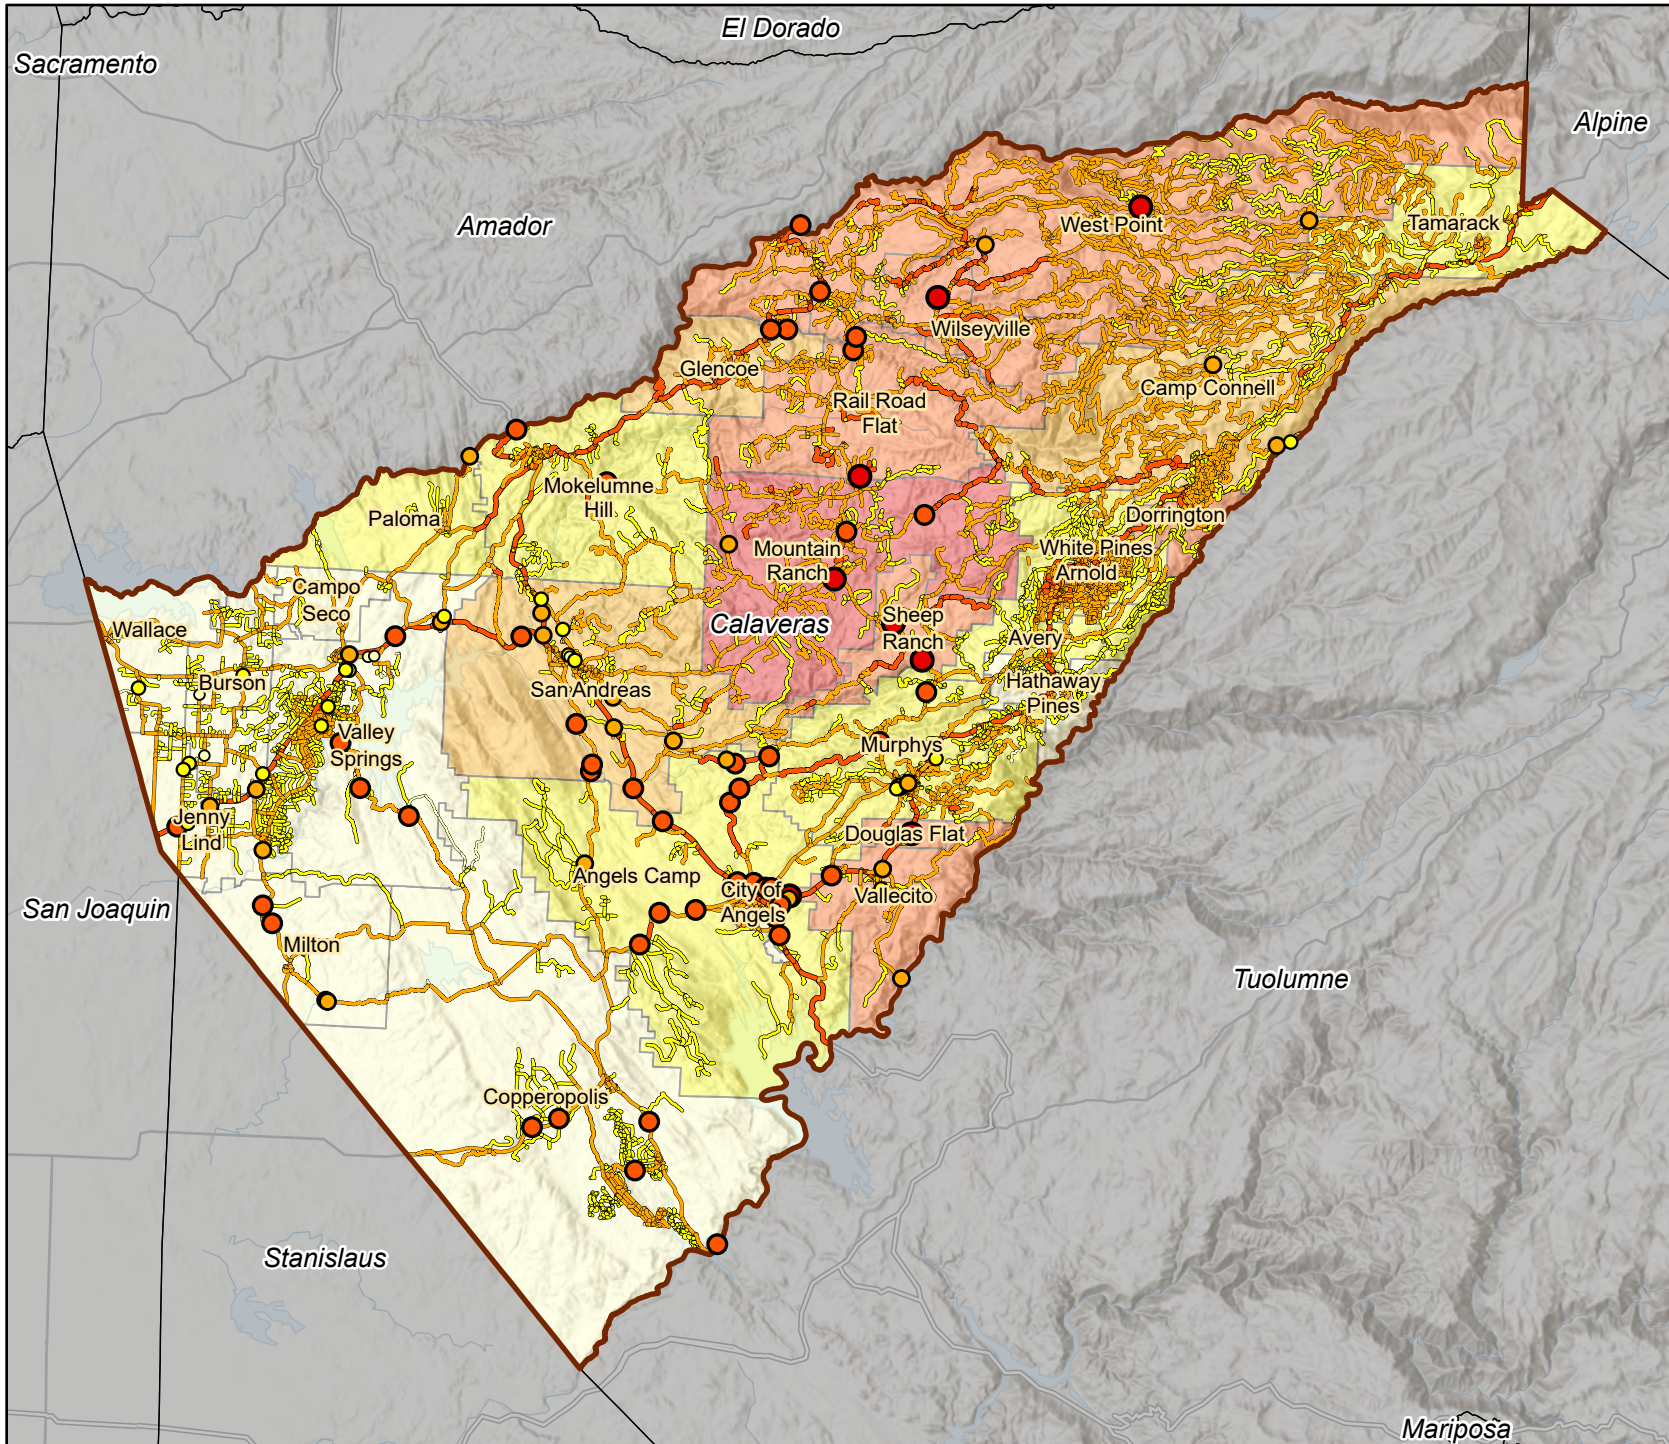 El Dorado
Sacramento
Alpine
Amador
West Point
Tamarack
Wilseyville
Glencoe
Camp Connell
Rail Road
Flat
Mokelumne
Hill
Paloma
Dorrington
Mountain
Ranch
White Pines
Arnold
Campo
Seco
Wallace
Calaveras
Sheep
Ranch
Avery
Burson
San Andreas
Hathaway
Pines
Valley
Springs
Murphys
Jenny
Lind
Douglas Flat
Angels Camp
City of
Angels
Vallecito
San Joaquin
Milton
Tuolumne
Copperopolis
Stanislaus
Mariposa